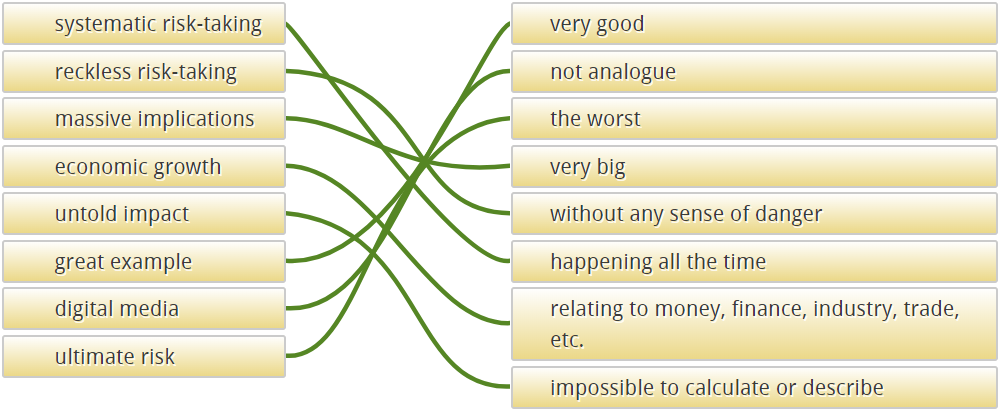 systematic risk-taking
reckless risk-taking
massive implications
economic growth
untold impact
great example
digital media
ultimate risk
very good
not analogue
the worst
very big
without any sense of danger
happening all the time
relating to money, finance, industry, trade,
etc.
impossible to calculate or describe